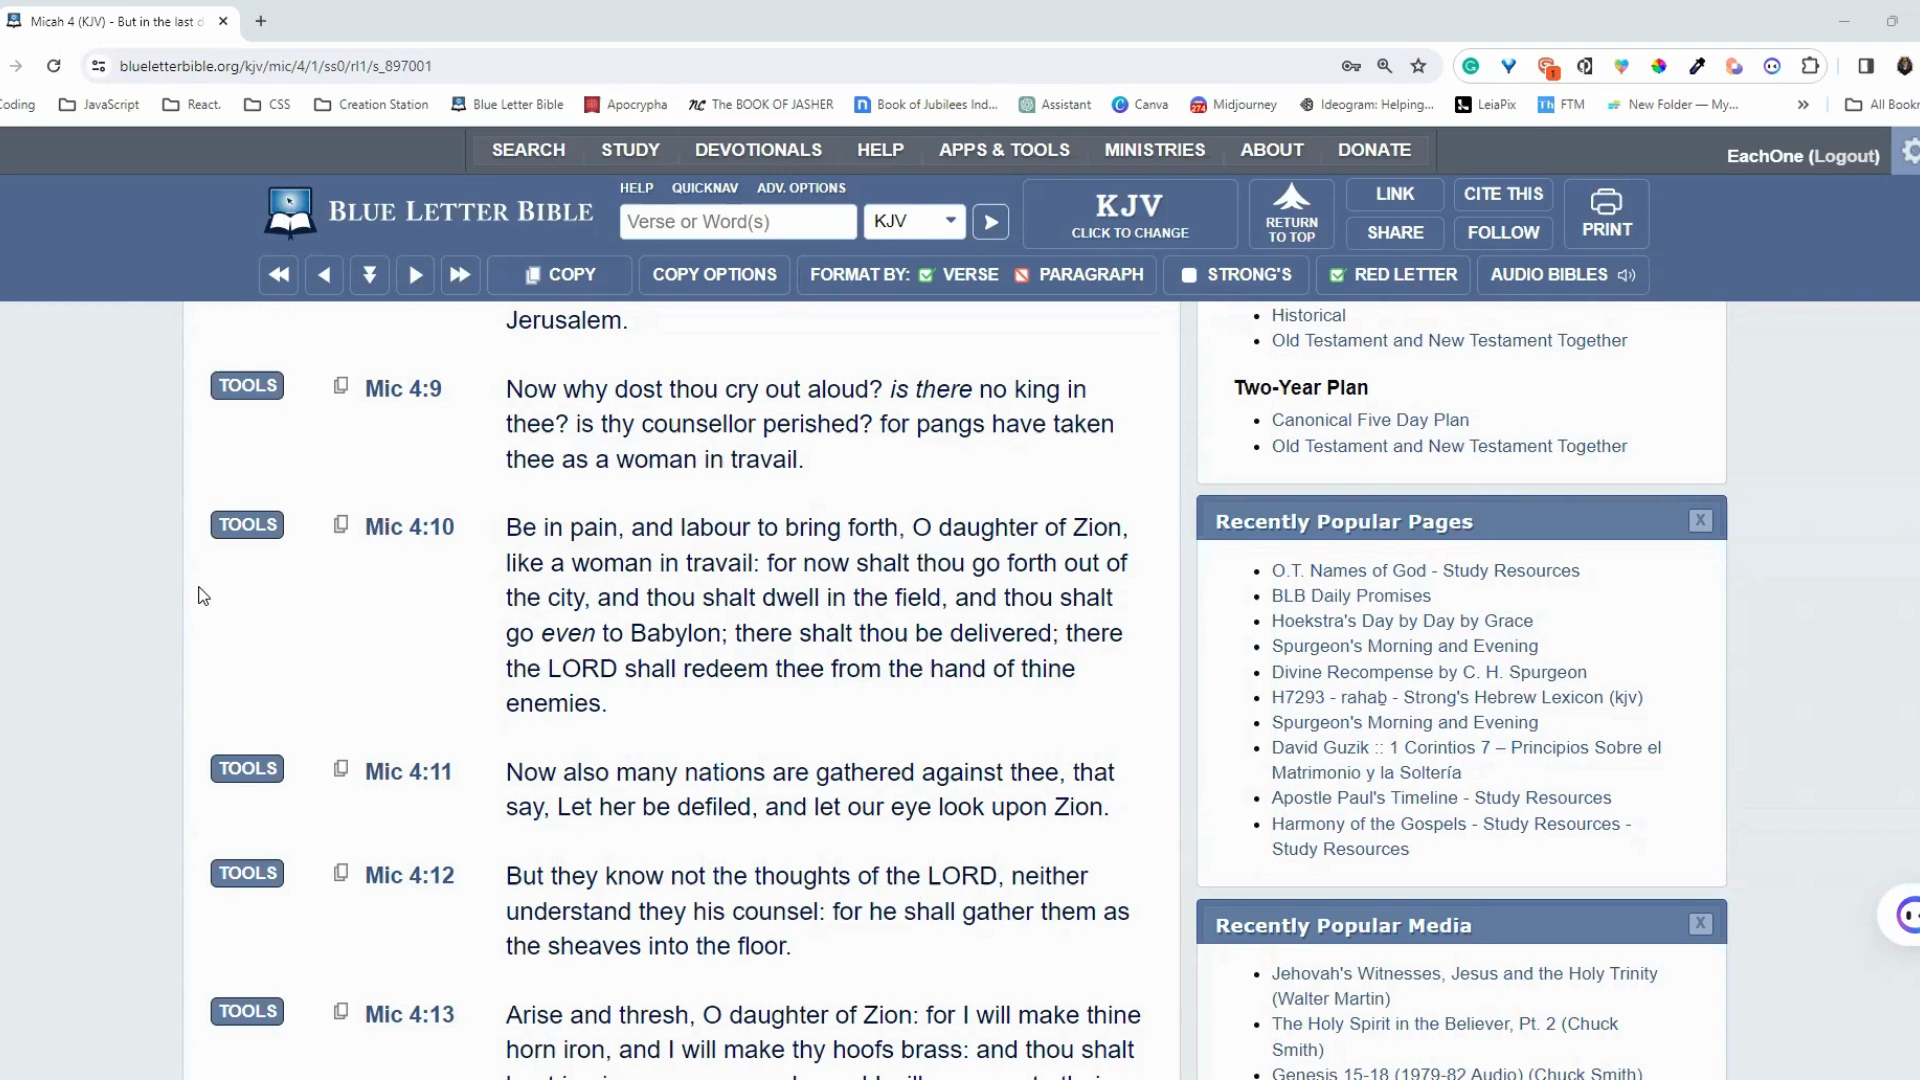 Micah 4 (KJV) - But in the last d
blueletterbible.org/kjv/mic/4/1/ss0/rl1/s_897001
1
Coding JavaScript React. CSS Creation Station Blue Letter Bible Apocrypha NC The BOOK OF JASHER Book of Jubilees Ind... Assistant Canva 274 Midjourney Ideogram: Helping... LeiaPix Th FTM New Folder — My... » All Bookr
SEARCH STUDY DEVOTIONALS HELP APPS & TOOLS MINISTRIES ABOUT DONATE
EachOne (Logout)
HELP QUICKNAV ADV. OPTIONS
BLUE LETTER BIBLE
Verse or Word(s)
KJV
KJV
CLICK TO CHANGE
RETURN
TO TOP
LINK
CITE THIS
SHARE
FOLLOW
PRINT
COPY
COPY OPTIONS
FORMAT BY: VERSE PARAGRAPH
STRONG'S
RED LETTER
AUDIO BIBLES
Jerusalem.
TOOLS Mic 4:9 Now why dost thou cry out aloud? is there no king in
thee? is thy counsellor perished? for pangs have taken
thee as a woman in travail.
TOOLS Mic 4:10 Be in pain, and labour to bring forth, O daughter of Zion,
like a woman in travail: for now shalt thou go forth out of
the city, and thou shalt dwell in the field, and thou shalt
go even to Babylon; there shalt thou be delivered; there
the LORD shall redeem thee from the hand of thine
enemies.
TOOLS Mic 4:11 Now also many nations are gathered against thee, that
say, Let her be defiled, and let our eye look upon Zion.
TOOLS Mic 4:12 But they know not the thoughts of the LORD, neither
understand they his counsel: for he shall gather them as
the sheaves into the floor.
TOOLS Mic 4:13 Arise and thresh, O daughter of Zion: for I will make thine
horn iron, and I will make thy hoofs brass: and thou shalt
Historical
Old Testament and New Testament Together
Two-Year Plan
Canonical Five Day Plan
Old Testament and New Testament Together
Recently Popular Pages X
O.T. Names of God - Study Resources
BLB Daily Promises
Hoekstra's Day by Day by Grace
Spurgeon's Morning and Evening
Divine Recompense by C. H. Spurgeon
H7293 - rahaḇ - Strong's Hebrew Lexicon (kjv)
Spurgeon's Morning and Evening
David Guzik :: 1 Corintios 7 – Principios Sobre el
Matrimonio y la Soltería
Apostle Paul's Timeline - Study Resources
Harmony of the Gospels - Study Resources -
Study Resources
Recently Popular Media X
Jehovah's Witnesses, Jesus and the Holy Trinity
(Walter Martin)
The Holy Spirit in the Believer, Pt. 2 (Chuck
Smith)
Genesis 15-18 (1979-82 Audio) (Chuck Smith)